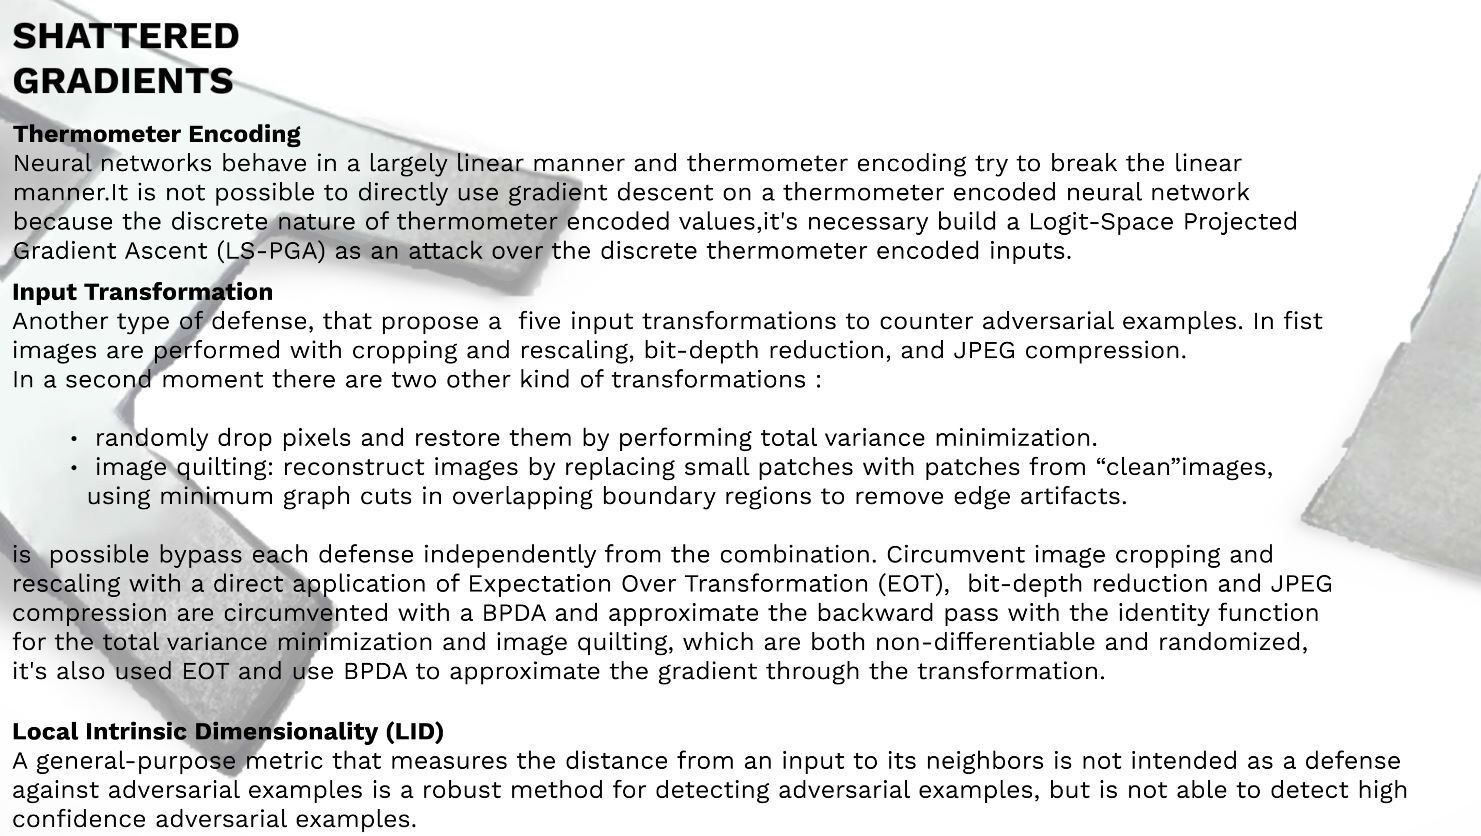 SHATTERED
GRADIENTS
Thermometer Encoding
Neural networks behave in a largely linear manner and thermometer encoding try to break the linear
manner.It is not possible to directly use gradient descent on a thermometer encoded neural network
because the discrete nature of thermometer encoded values,it's necessary build a Logit-Space Projected
Gradient Ascent (LS-PGA) as an attack over the discrete thermometer encoded inputs.
Input Transformation
Another type of defense, that propose a  five input transformations to counter adversarial examples. In fist
images are performed with cropping and rescaling, bit-depth reduction, and JPEG compression.
In a second moment there are two other kind of transformations :
• randomly drop pixels and restore them by performing total variance minimization.
• image quilting: reconstruct images by replacing small patches with patches from “clean”images,
using minimum graph cuts in overlapping boundary regions to remove edge artifacts.
is  possible bypass each defense independently from the combination. Circumvent image cropping and
rescaling with a direct application of Expectation Over Transformation (EOT),  bit-depth reduction and JPEG
compression are circumvented with a BPDA and approximate the backward pass with the identity function
for the total variance minimization and image quilting, which are both non-differentiable and randomized,
it's also used EOT and use BPDA to approximate the gradient through the transformation.
Local Intrinsic Dimensionality (LID)
A general-purpose metric that measures the distance from an input to its neighbors is not intended as a defense
against adversarial examples is a robust method for detecting adversarial examples, but is not able to detect high
confidence adversarial examples.